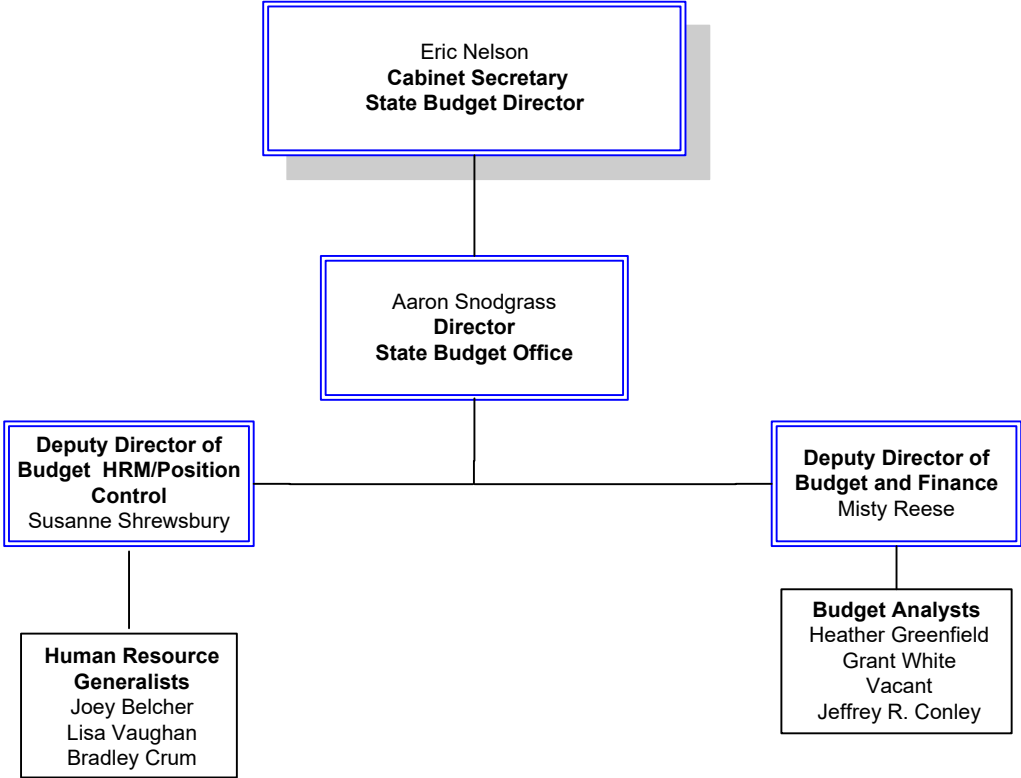 Eric Nelson
Cabinet Secretary
State Budget Director
Aaron Snodgrass
Director
State Budget Office
Deputy Director of
Budget HRM/Position
Control
Susanne Shrewsbury
Deputy Director of
Budget and Finance
Misty Reese
Human Resource
Generalists
Joey Belcher
Lisa Vaughan
Bradley Crum
Budget Analysts
Heather Greenfield
Grant White
Vacant
Jeffrey R. Conley